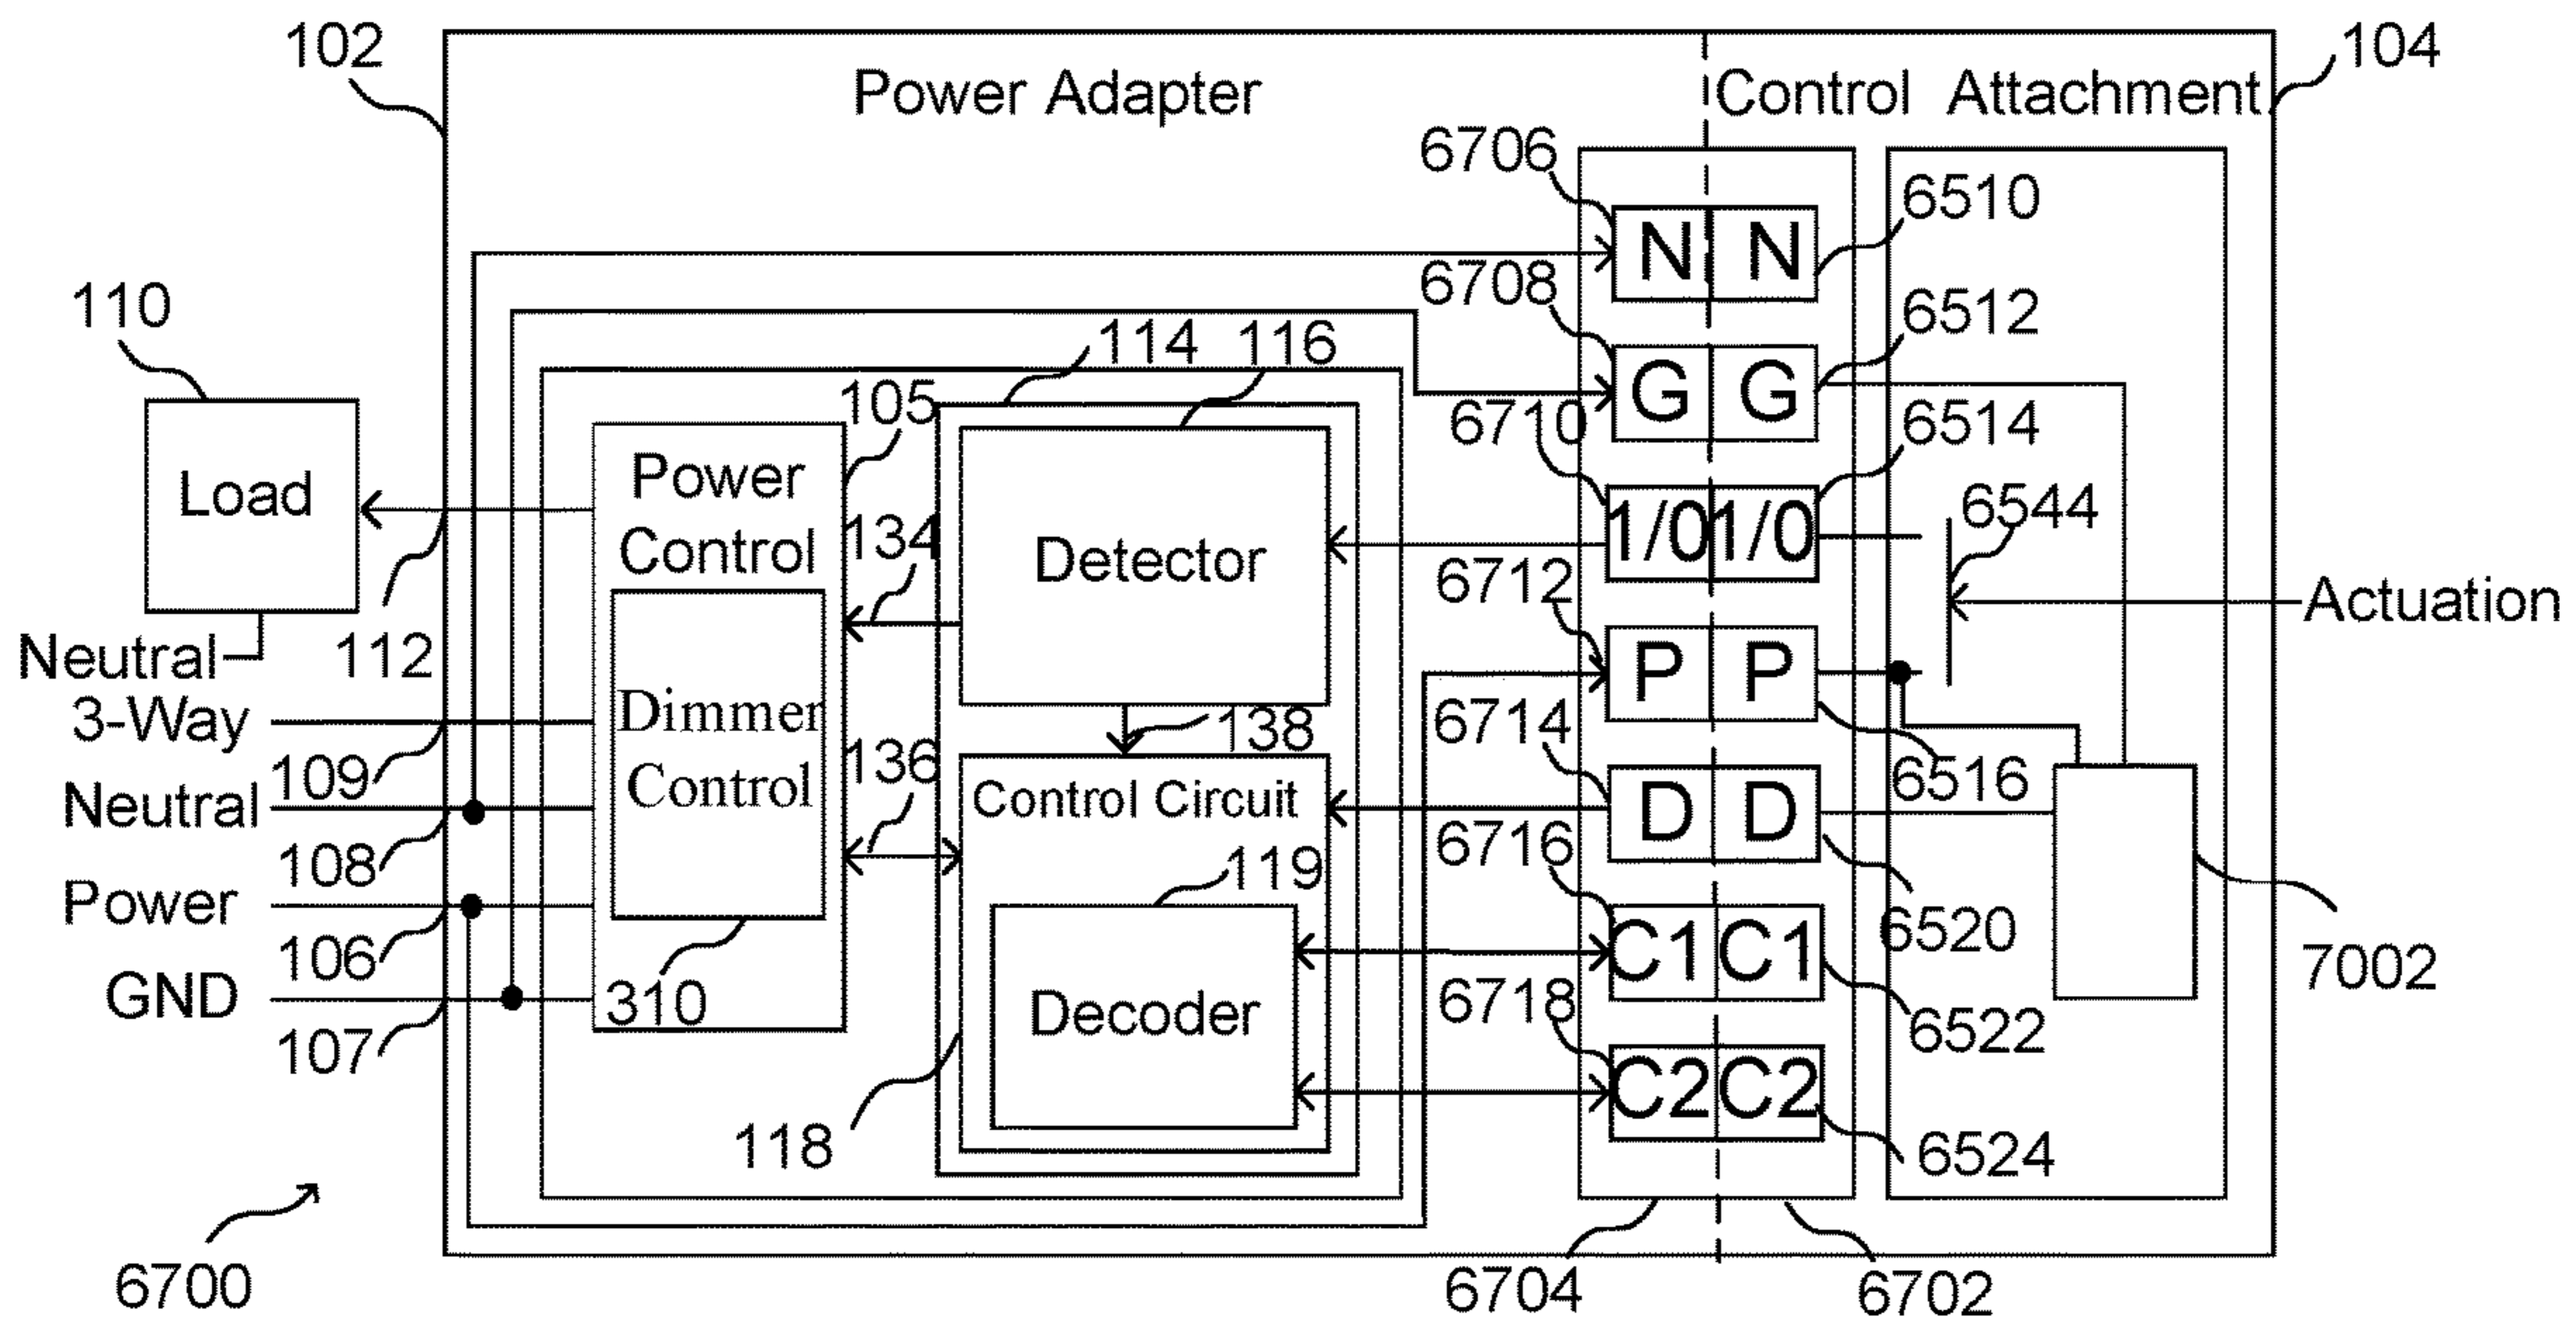 102
104
Power Adapter
Control Attachment
6706
N
N
6510
110
6708
6512
114
116
G
G
105
6710
6514
Power
Control
Load
Detector
1/0
1/0
6544
134
6712
Actuation
Neutral
112
P
P
3-Way
Dimmer
Control
6714
138
109
136
6516
Neutral
Control Circuit
D
D
108
6716
119
Power
6520
106
C1
C1
7002
GND
310
Decoder
6718
6522
107
C2
C2
118
6524
6700
6704
6702